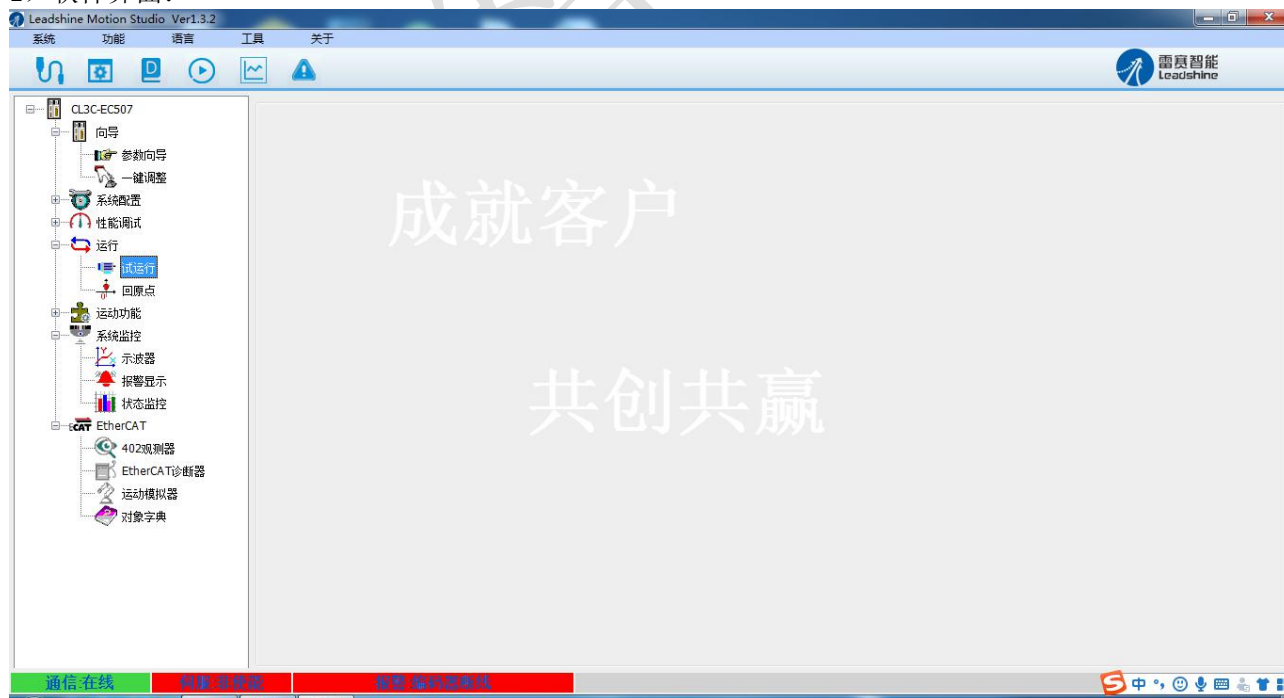 Leadshine Motion Studio Ver1.3.2
系统 功能 语言 工具 关于
雷赛智能
Leadshine
CL3C-EC507
向导
参数向导
一键调整
系统配置
性能调试
运行
试运行
回原点
运动功能
系统监控
示波器
报警显示
状态监控
EtherCAT
402观测器
EtherCAT诊断器
运动模拟器
对象字典
成就客户
共创共赢
通信:在线 伺服:非使能 报警:编码器断线
中